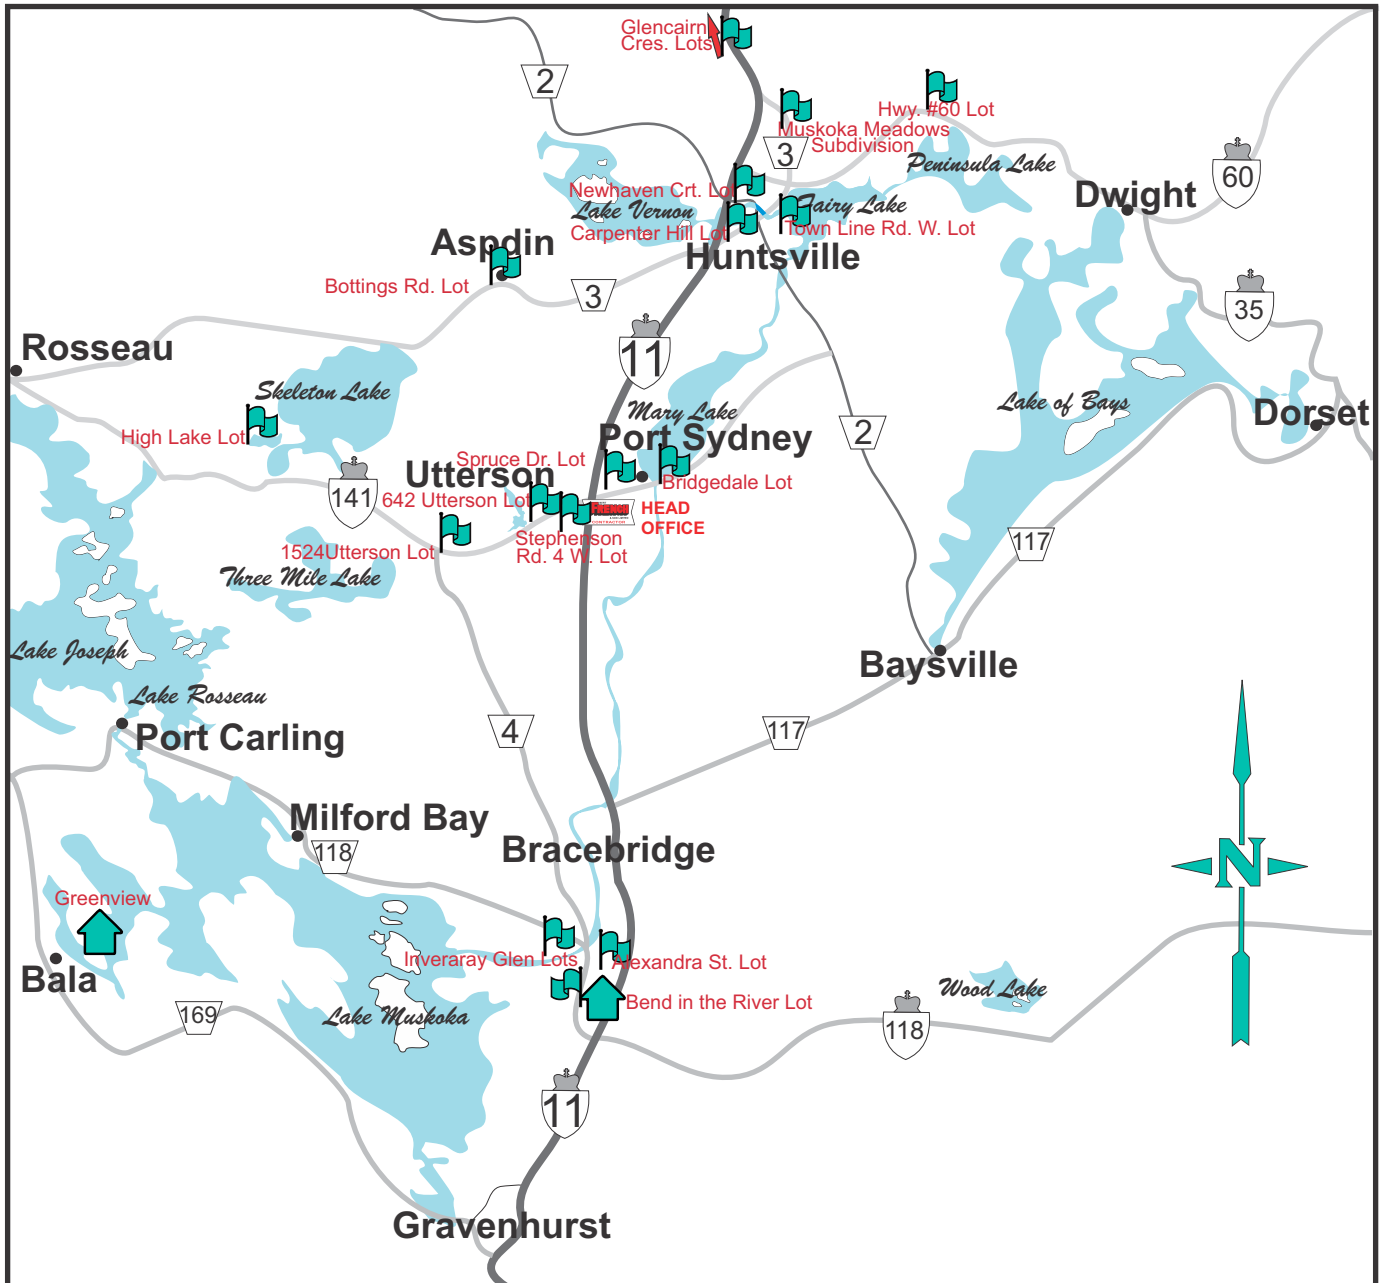 Glencairn
Cres. Lots
2
Hwy. #60 Lot
Muskoka Meadows
Subdivision
3
Peninsula Lake
60
Dwight
Newhaven Crt. Lot
Lake Vernon
Fairy Lake
Carpenter Hill Lot
Town Line Rd. W. Lot
Huntsville
Aspdin
Bottings Rd. Lot
3
35
11
Rosseau
Skeleton Lake
High Lake Lot
Mary Lake
Port Sydney
2
Lake of Bays
Dorset
Spruce Dr. Lot
Utterson
Bridgedale Lot
141
642 Utterson Lot
FRENCH
CONTRACTOR
HEAD
OFFICE
Stephenson
Rd. 4 W. Lot
1524Utterson Lot
Three Mile Lake
117
Lake Joseph
Baysville
Lake Rosseau
Port Carling
4
117
Milford Bay
118
Bracebridge
N
Greenview
Bala
Inveraray Glen Lots
Alexandra St. Lot
Bend in the River Lot
Wood Lake
169
Lake Muskoka
118
11
Gravenhurst